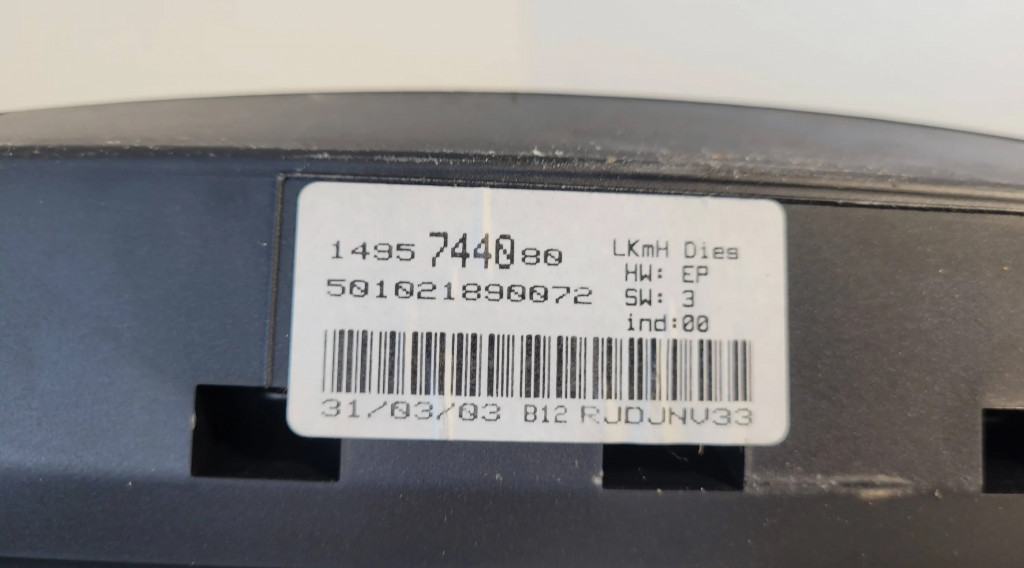 1495 7440 80
501021890072
LKmH Dies
HW: EP
SW: 3
ind:00
31/03/03 B12 RJDJNV33